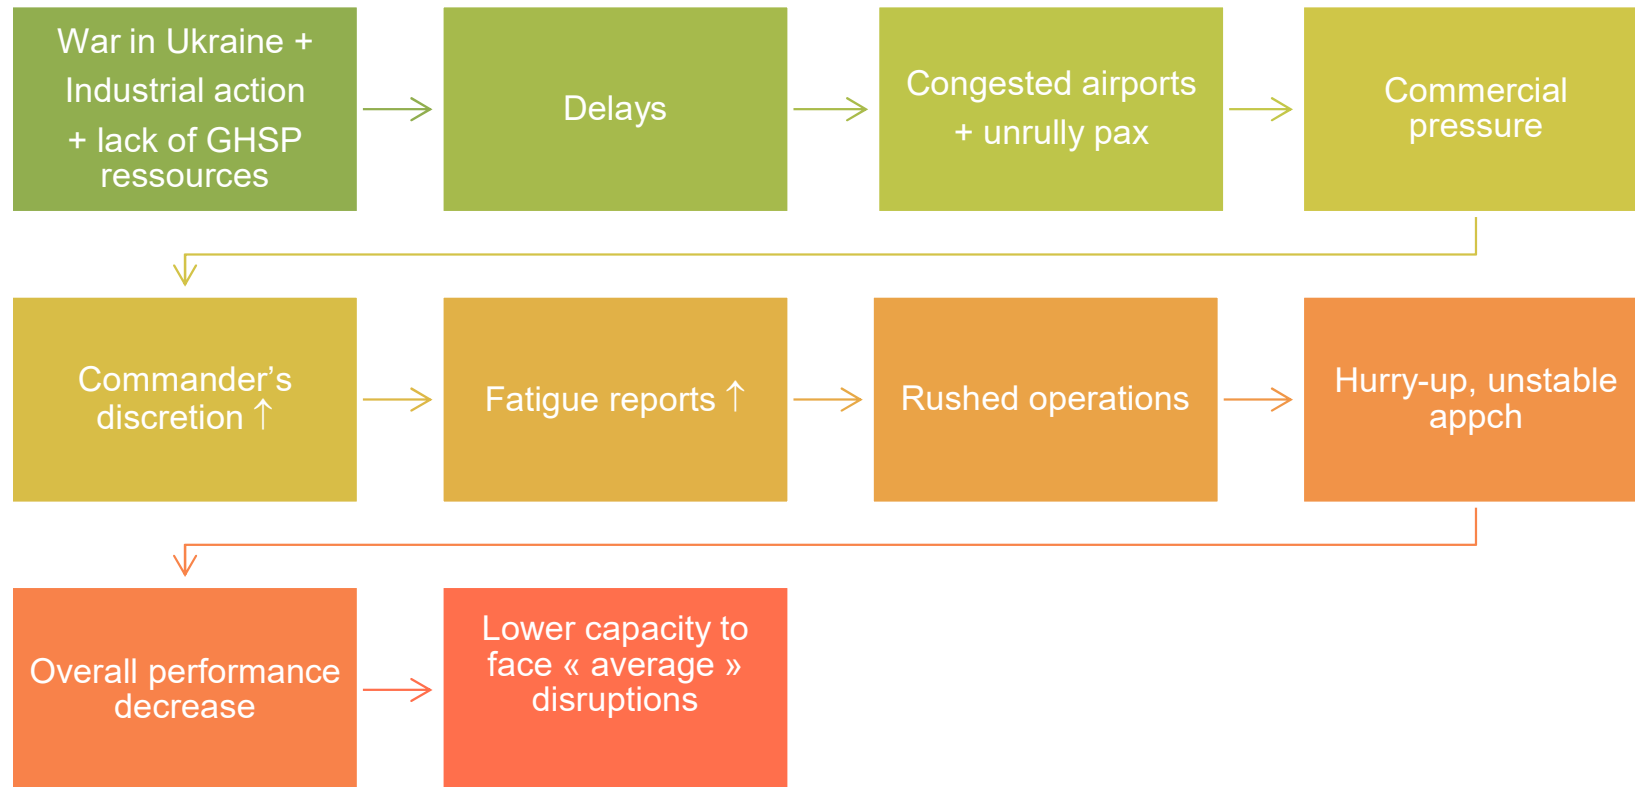 War in Ukraine +
Industrial action
+ lack of GHSP
ressources
Delays
Congested airports
+ unrully pax
Commercial
pressure
Commander’s
discretion ↑
Fatigue reports ↑
Rushed operations
Hurry-up, unstable
appch
Overall performance
decrease
Lower capacity to
face « average »
disruptions